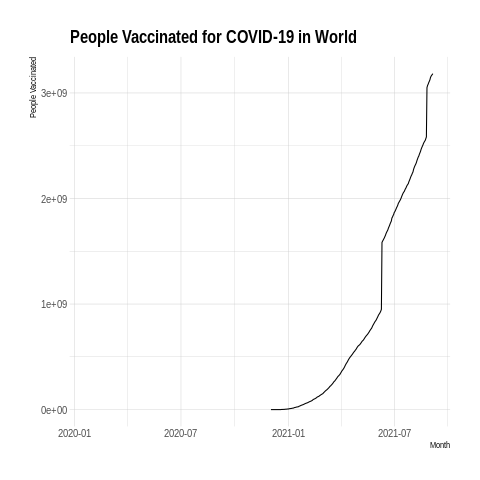 People Vaccinated for COVID-19 in World
People Vaccinated
3e+09
2e+09
1e+09
0e+00
2020-01 2020-07 2021-01 2021-07
Month